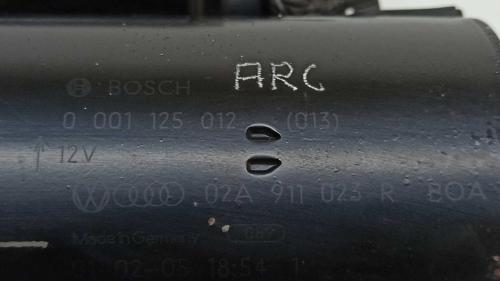 ARC
BOSCH
0 001 125 012 (013)
12V
02A 911 023 R BOA
Made in Germany
02-05 18:54 1